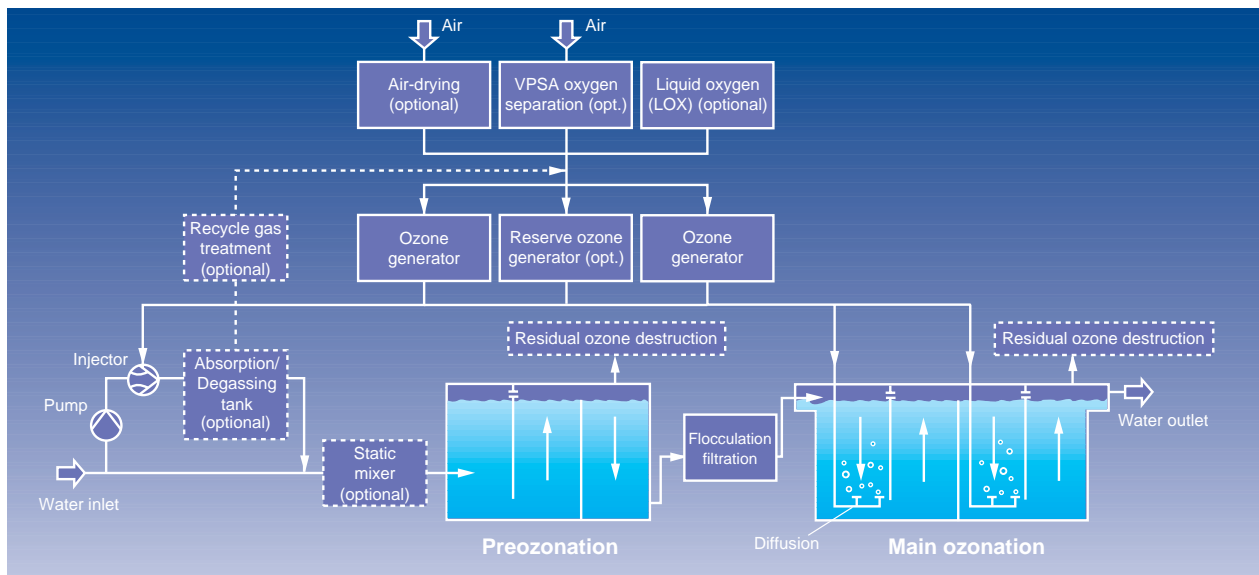 Air
Air
Air-drying
(optional)
VPSA oxygen
separation (opt.)
Liquid oxygen
(LOX) (optional)
Recycle gas
treatment
(optional)
Ozone
generator
Reserve ozone
generator (opt.)
Ozone
generator
Residual ozone destruction
Residual ozone destruction
Injector
Absorption/
Degassing
tank
(optional)
Pump
Water outlet
Flocculation
filtration
Static
mixer
(optional)
Water inlet
Diffusion
Preozonation
Main ozonation